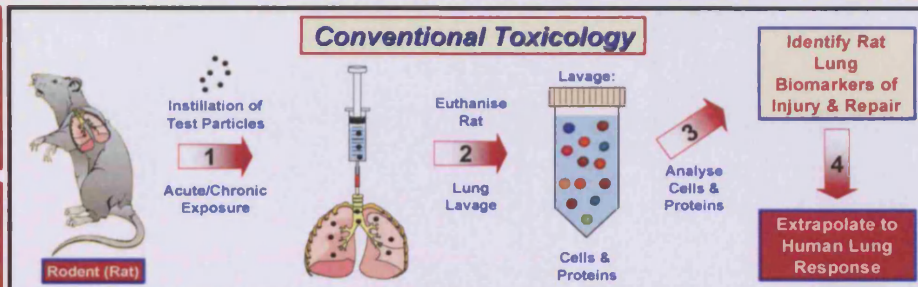 Conventional Toxicology
Instillation of
Test Particles
1
Acute/Chronic
Exposure
Rodent (Rat)
Euthanise
Rat
2
Lung
Lavage
Lavage:
Cells &
Proteins
3
Analyse
Cells &
Proteins
Identify Rat
Lung
Biomarkers of
Injury & Repair
4
Extrapolate to
Human Lung
Response